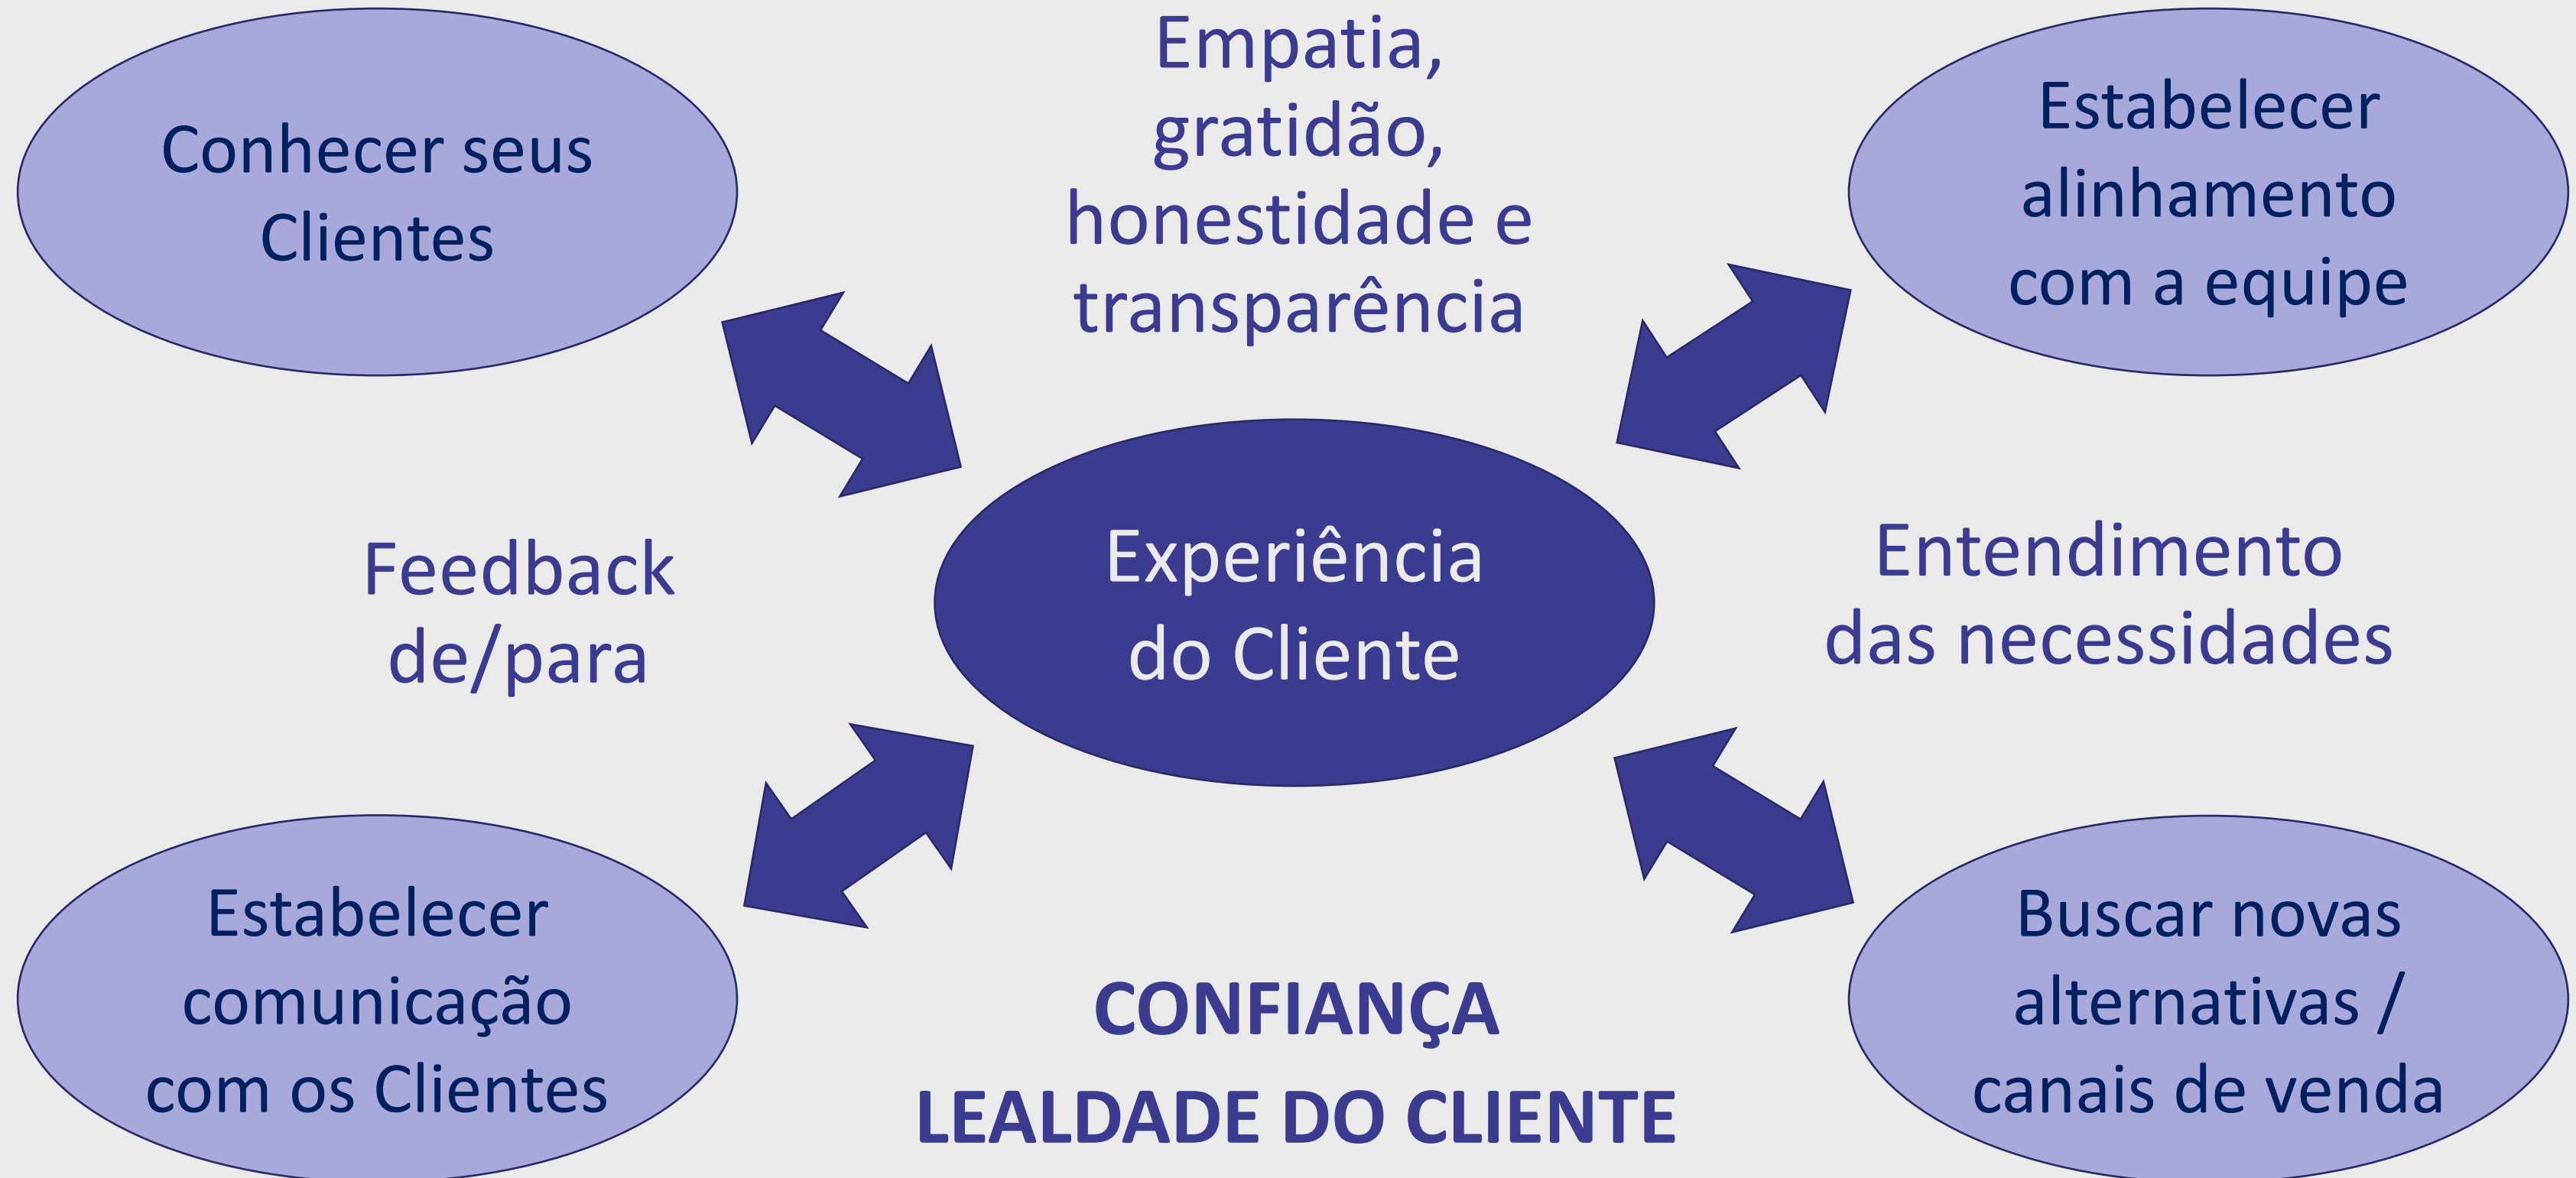 Conhecer seus
Clientes
Empatia,
gratidão,
honestidade e
transparência
Estabelecer
alinhamento
com a equipe
Feedback
de/para
Experiência
do Cliente
Entendimento
das necessidades
Estabelecer
comunicação
com os Clientes
CONFIANÇA
LEALDADE DO CLIENTE
Buscar novas
alternativas /
canais de venda